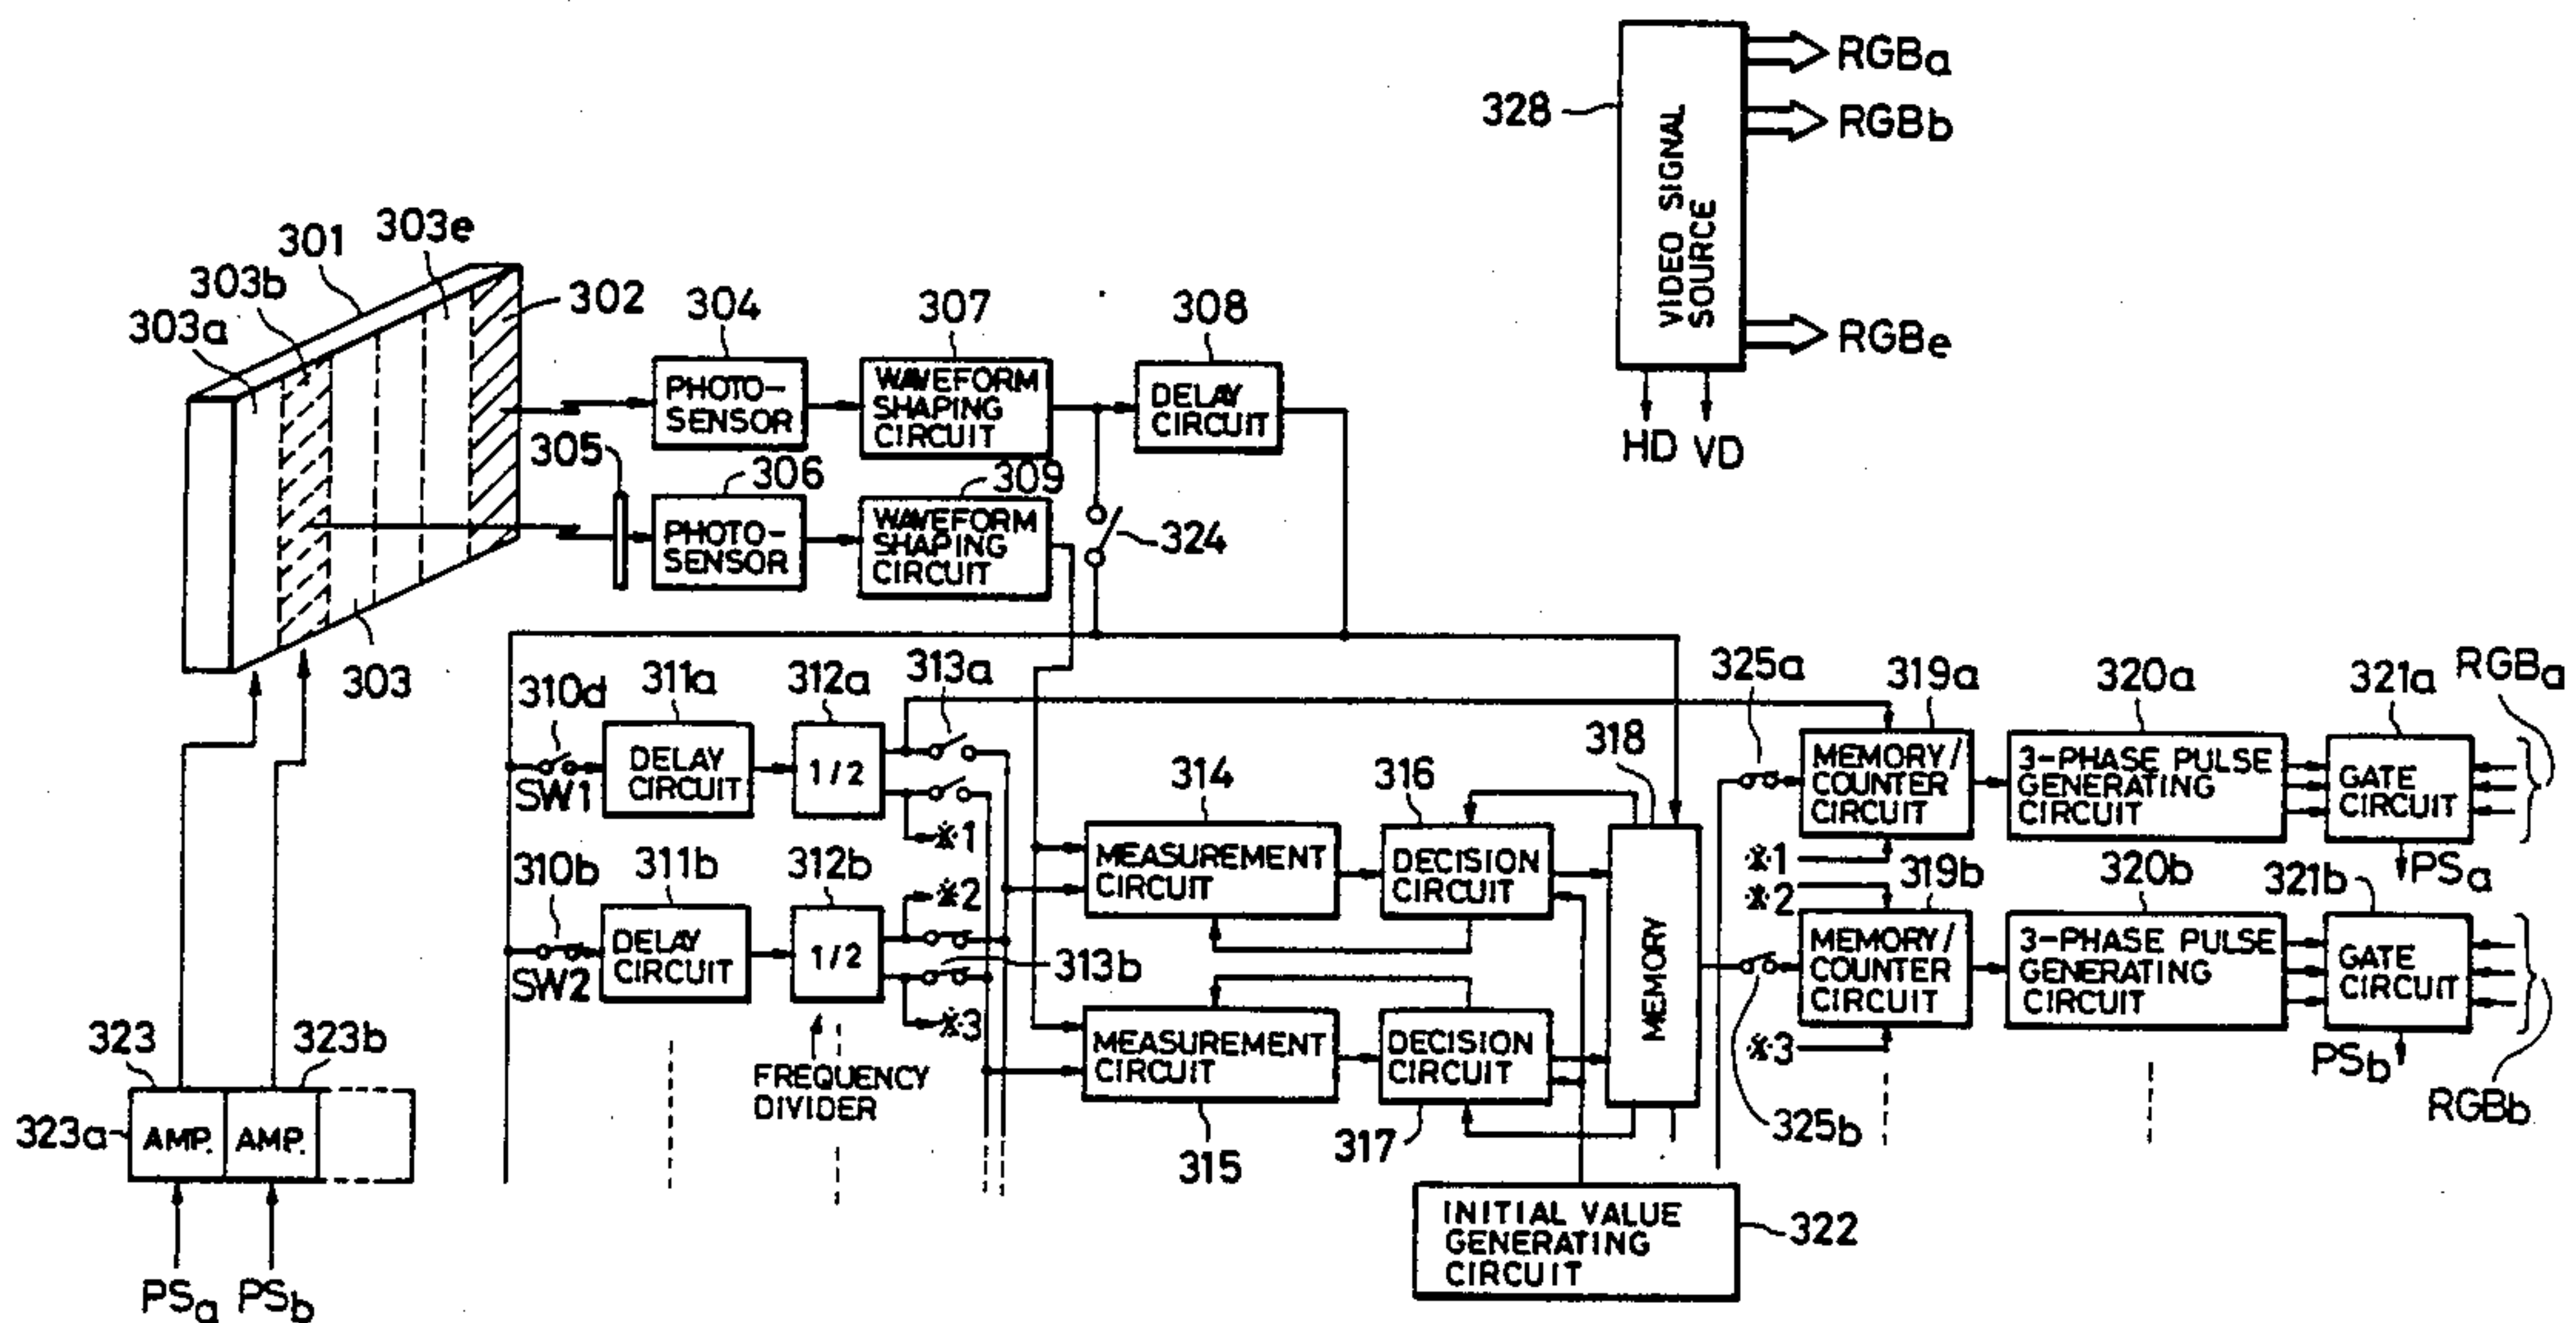 328
VIDEO SIGNAL
SOURCE
RGBa
RGBb
RGBe
HD VD
301
303e
303b
303a
302
303
304
PHOTO-
SENSOR
307
WAVEFORM
SHAPING
CIRCUIT
308
DELAY
CIRCUIT
305
306
PHOTO-
SENSOR
309
WAVEFORM
SHAPING
CIRCUIT
324
310d
SW1
311a
DELAY
CIRCUIT
312a
1/2
313a
※1
310b
SW2
311b
DELAY
CIRCUIT
312b
1/2
※2
313b
※3
FREQUENCY
DIVIDER
314
MEASUREMENT
CIRCUIT
316
DECISION
CIRCUIT
318
MEMORY
MEASUREMENT
CIRCUIT
315
DECISION
CIRCUIT
317
325a
319a
MEMORY/
COUNTER
CIRCUIT
320a
3-PHASE PULSE
GENERATING
CIRCUIT
321a
GATE
CIRCUIT
RGBa
※1
PSa
※2
319b
MEMORY/
COUNTER
CIRCUIT
320b
3-PHASE PULSE
GENERATING
CIRCUIT
321b
GATE
CIRCUIT
※3
325b
PSb
RGBb
323
323b
323a
AMP. AMP.
PSa PSb
INITIAL VALUE
GENERATING
CIRCUIT
322